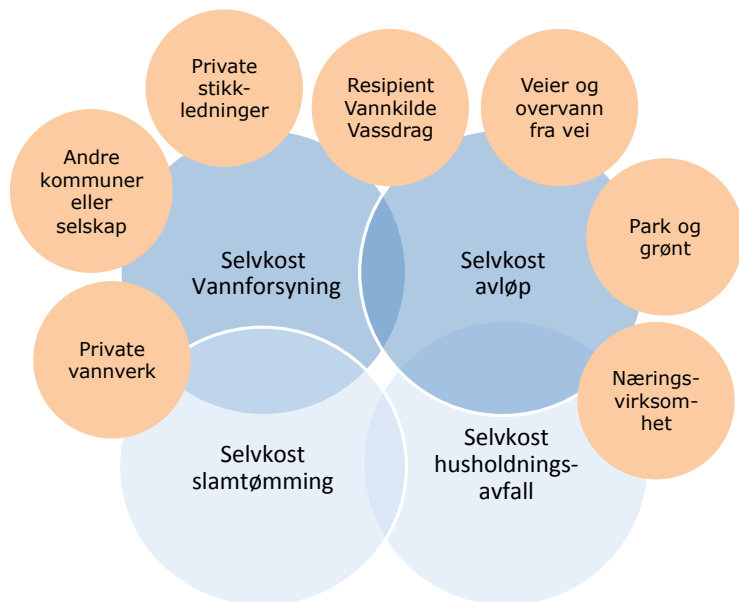 Private
stikk-
ledninger
Resipient
Vannkilde
Vassdrag
Veier og
overvann
fra vei
Andre
kommuner
eller
selskap
Park og
grønt
Selvkost
Vannforsyning
Selvkost
avløp
Private
vannverk
Nærings-
virksom-
het
Selvkost
slamtømming
Selvkost
husholdnings-
avfall